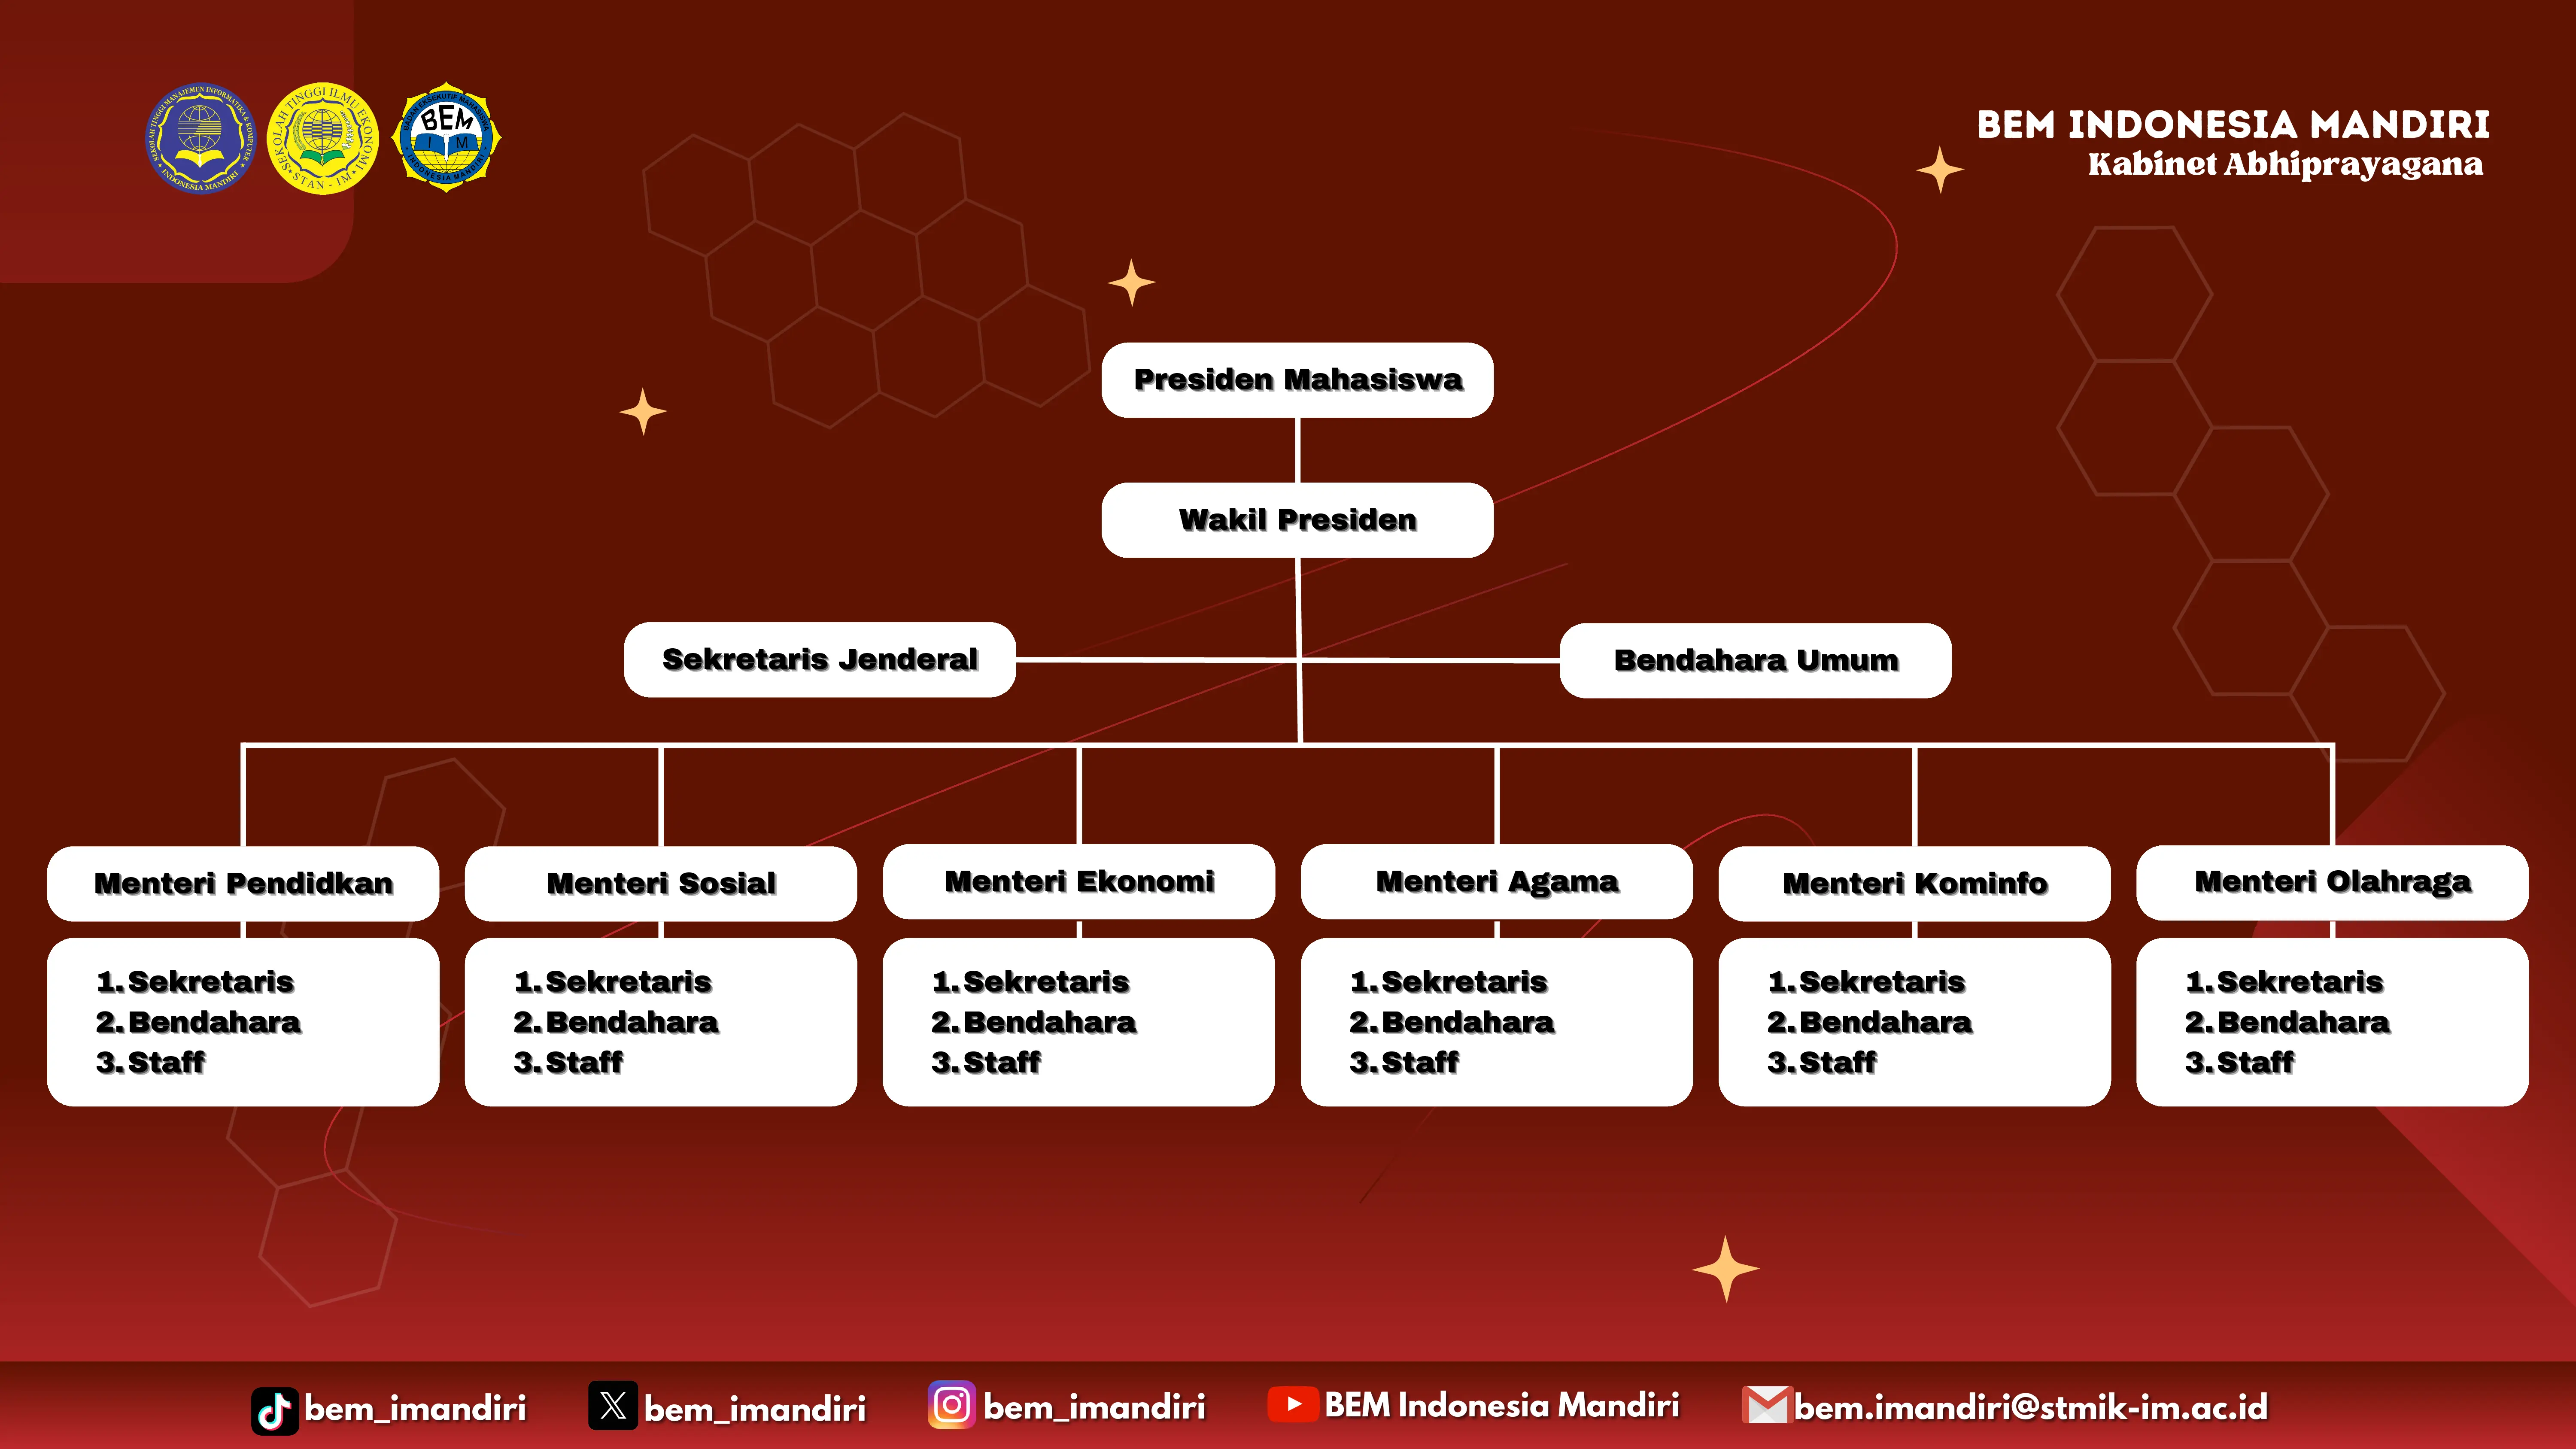 SEKOLAH TINGGI MANAJEMEN INFORMATIKA & KOMPUTER
INDONESIA MANDIRI
SEKOLAH TINGGI ILMU EKONOMI
STAN - IM
BADAN EKSEKUTIF MAHASISWA
BEM
I M
INDONESIA MANDIRI
BEM INDONESIA MANDIRI
Kabinet Abhiprayagana
Presiden Mahasiswa
Wakil Presiden
Sekretaris Jenderal
Bendahara Umum
Menteri Pendidkan
Menteri Sosial
Menteri Ekonomi
Menteri Agama
Menteri Kominfo
Menteri Olahraga
1. Sekretaris
2. Bendahara
3. Staff
1. Sekretaris
2. Bendahara
3. Staff
1. Sekretaris
2. Bendahara
3. Staff
1. Sekretaris
2. Bendahara
3. Staff
1. Sekretaris
2. Bendahara
3. Staff
1. Sekretaris
2. Bendahara
3. Staff
bem_imandiri
bem_imandiri
bem_imandiri
BEM Indonesia Mandiri
bem.imandiri@stmik-im.ac.id